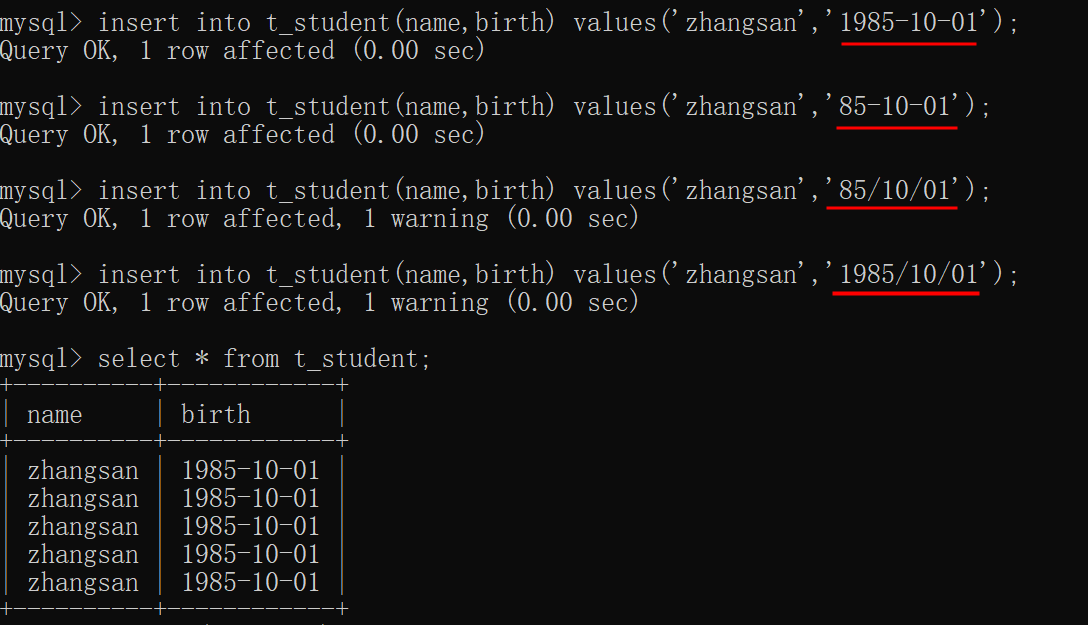 mysql> insert into t_student(name,birth) values('zhangsan','1985-10-01');
Query OK, 1 row affected (0.00 sec)
mysql> insert into t_student(name,birth) values('zhangsan','85-10-01');
Query OK, 1 row affected (0.00 sec)
mysql> insert into t_student(name,birth) values('zhangsan','85/10/01');
Query OK, 1 row affected, 1 warning (0.00 sec)
mysql> insert into t_student(name,birth) values('zhangsan','1985/10/01');
Query OK, 1 row affected, 1 warning (0.00 sec)
mysql> select * from t_student;
+----------+------------+
| name     | birth      |
+----------+------------+
| zhangsan | 1985-10-01 |
| zhangsan | 1985-10-01 |
| zhangsan | 1985-10-01 |
| zhangsan | 1985-10-01 |
| zhangsan | 1985-10-01 |
+----------+------------+